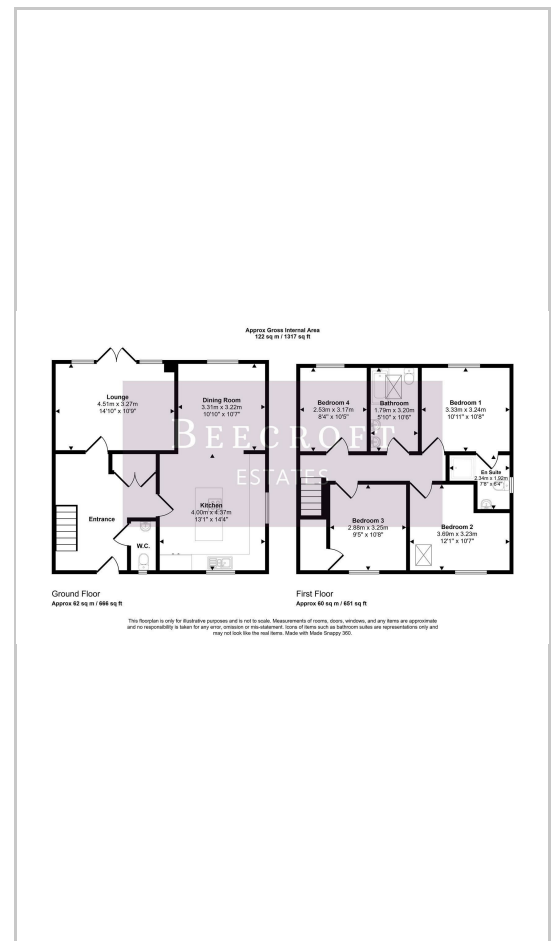 Approx Gross Internal Area
122 sq m / 1317 sq ft
Lounge
4.51m x 3.27m
14'10" x 10'9"
Dining Room
3.31m x 3.22m
10'10" x 10'7"
Bedroom 4
2.53m x 3.17m
8'4" x 10'5"
Bathroom
1.79m x 3.20m
5'10" x 10'6"
Bedroom 1
3.33m x 3.24m
10'11" x 10'8"
BEECROFT
ESTATES
En Suite
2.34m x 1.92m
7'8" x 6'4"
Kitchen
4.00m x 4.37m
13'1" x 14'4"
Entrance
W.C.
Bedroom 3
2.88m x 3.25m
9'5" x 10'8"
Bedroom 2
3.69m x 3.23m
12'1" x 10'7"
Ground Floor
Approx 62 sq m / 666 sq ft
First Floor
Approx 60 sq m / 651 sq ft
This floorplan is only for illustrative purposes and is not to scale. Measurements of rooms, doors, windows, and any items are approximate
and no responsibility is taken for any error, omission or mis-statement. Icons of items such as bathroom suites are representations only and
may not look like the real items. Made with Made Snappy 360.